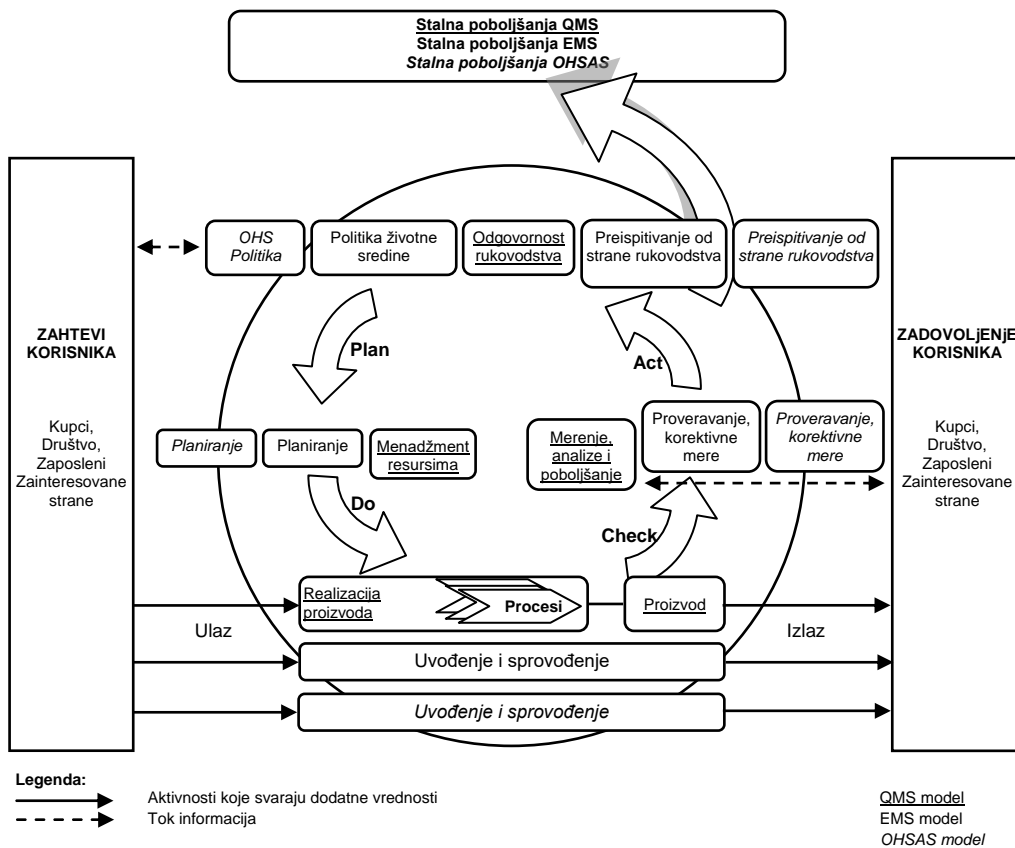 Stalna poboljšanja QMS
Stalna poboljšanja EMS
Stalna poboljšanja OHSAS
OHS
Politika
Politika životne
sredine
Odgovornost
rukovodstva
Preispitivanje od
strane rukovodstva
Preispitivanje od
strane rukovodstva
ZAHTEVI
KORISNIKA
Kupci,
Društvo,
Zaposleni
Zainteresovane
strane
Plan
Act
ZADOVOLjENjE
KORISNIKA
Kupci,
Društvo,
Zaposleni
Zainteresovane
strane
Planiranje
Planiranje
Menadžment
resursima
Merenje,
analize i
poboljšanje
Proveravanje,
korektivne
mere
Proveravanje,
korektivne
mere
Do
Check
Realizacija
proizvoda
Procesi
Proizvod
Ulaz
Izlaz
Uvođenje i sprovođenje
Uvođenje i sprovođenje
Legenda:
Aktivnosti koje svaraju dodatne vrednosti
Tok informacija
QMS model
EMS model
OHSAS model